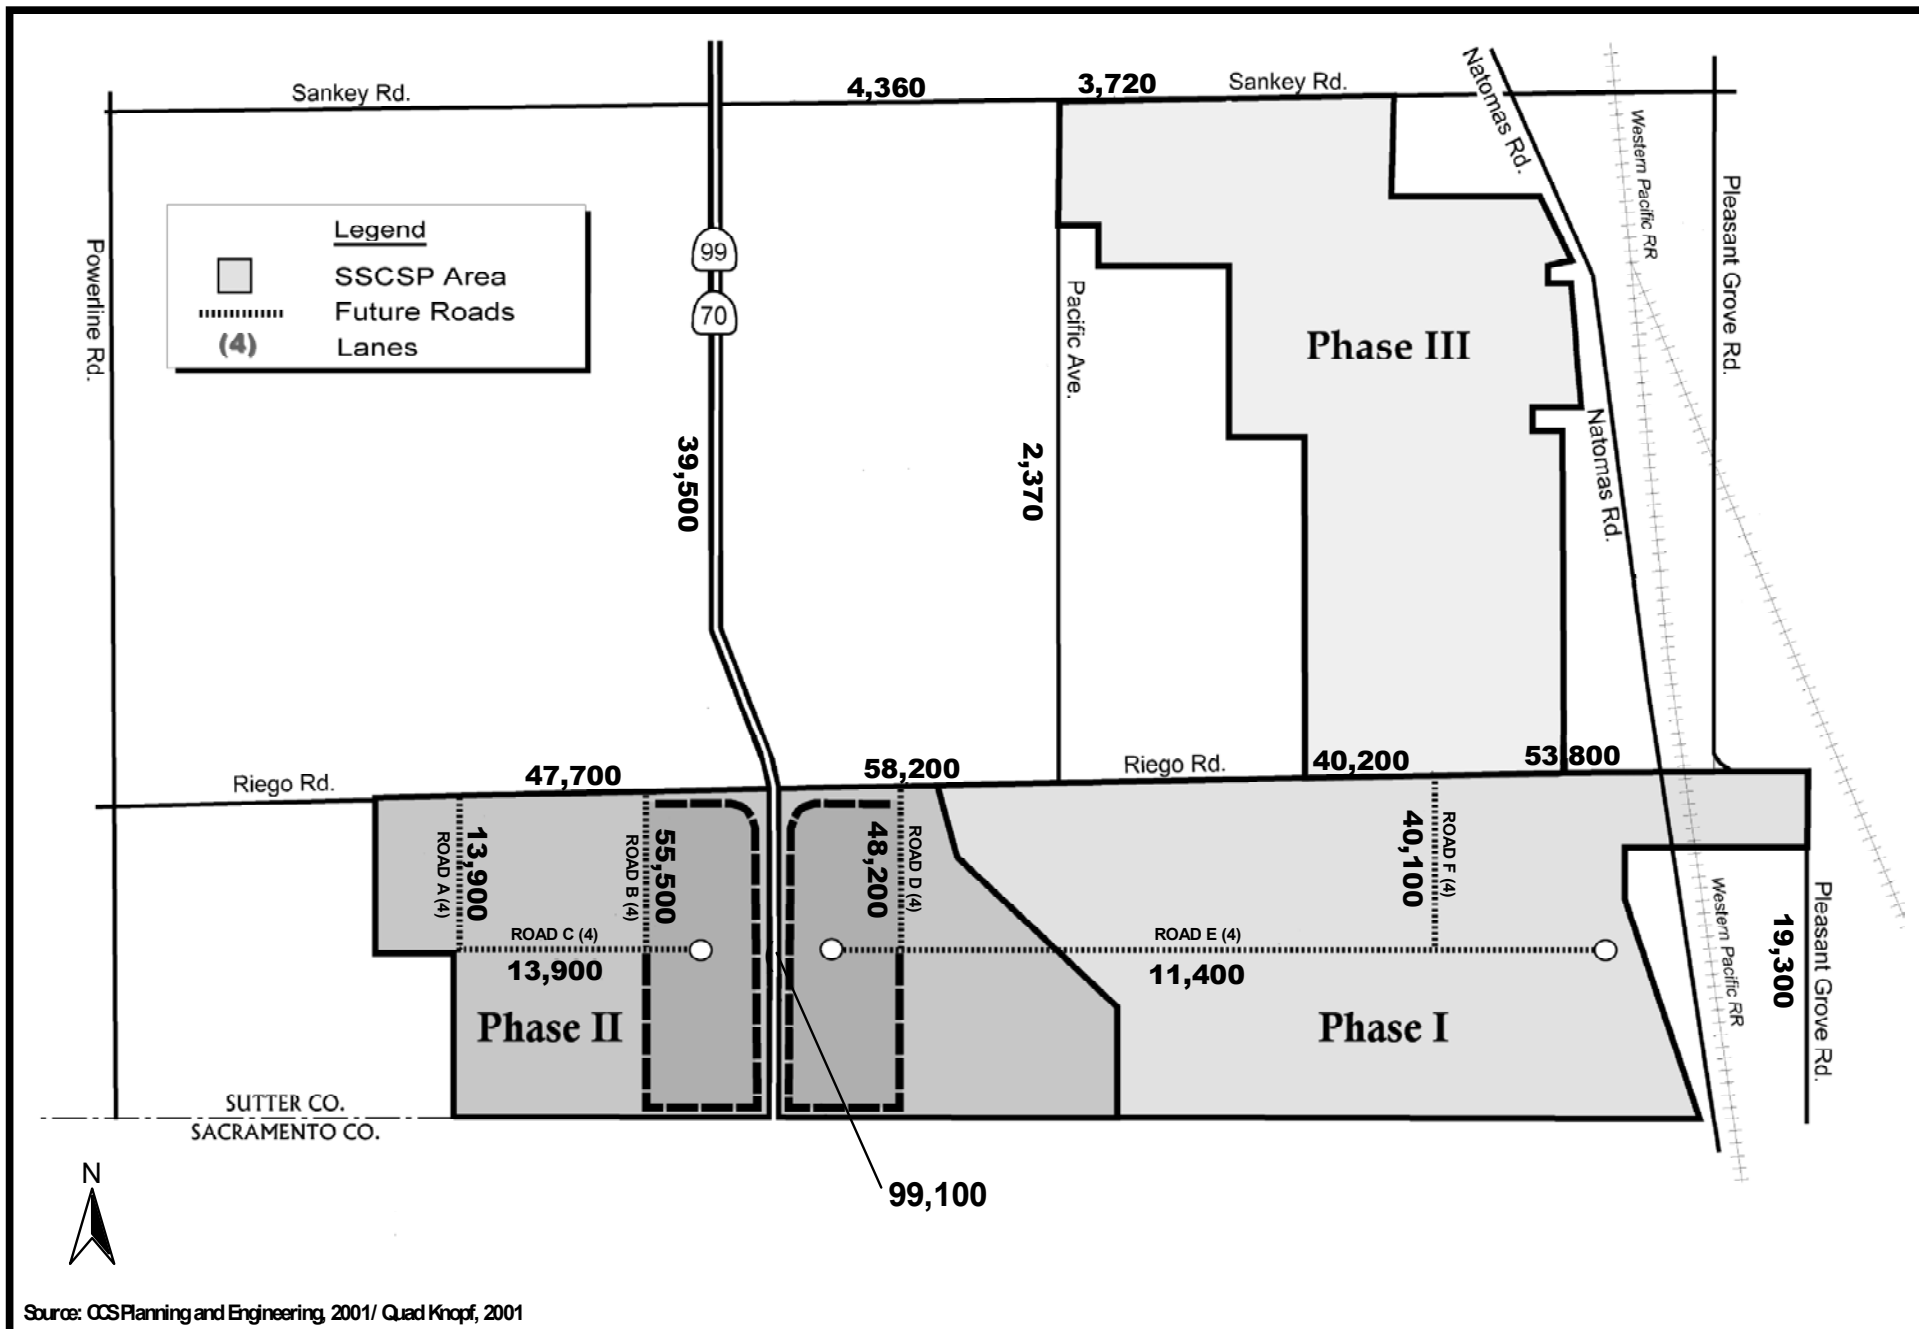 Sankey Rd.
4,360
3,720
Sankey Rd.
Natomas Rd.
Natomas Rd.
Western Pacific RR
Pleasant Grove Rd.
Powerline Rd.
Legend
SSCSP Area
Future Roads
(4) Lanes
99
70
Pacific Ave.
Phase III
39,500
2,370
Natomas Rd.
Riego Rd.
47,700
58,200
Riego Rd.
40,200
53,800
ROAD A (4)
13,900
ROAD B (4)
55,500
48,200
ROAD D (4)
40,100
ROAD F (4)
ROAD C (4)
13,900
ROAD E (4)
11,400
Western Pacific RR
19,300
Pleasant Grove Rd.
Phase II
Phase I
SUTTER CO.
SACRAMENTO CO.
N
99,100
Source: CCS Planning and Engineering, 2001/ Quad Knopf, 2001